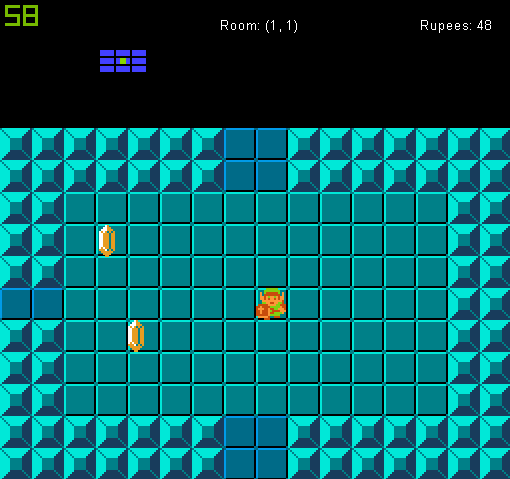 58
Room: (1, 1)
Rupees: 48